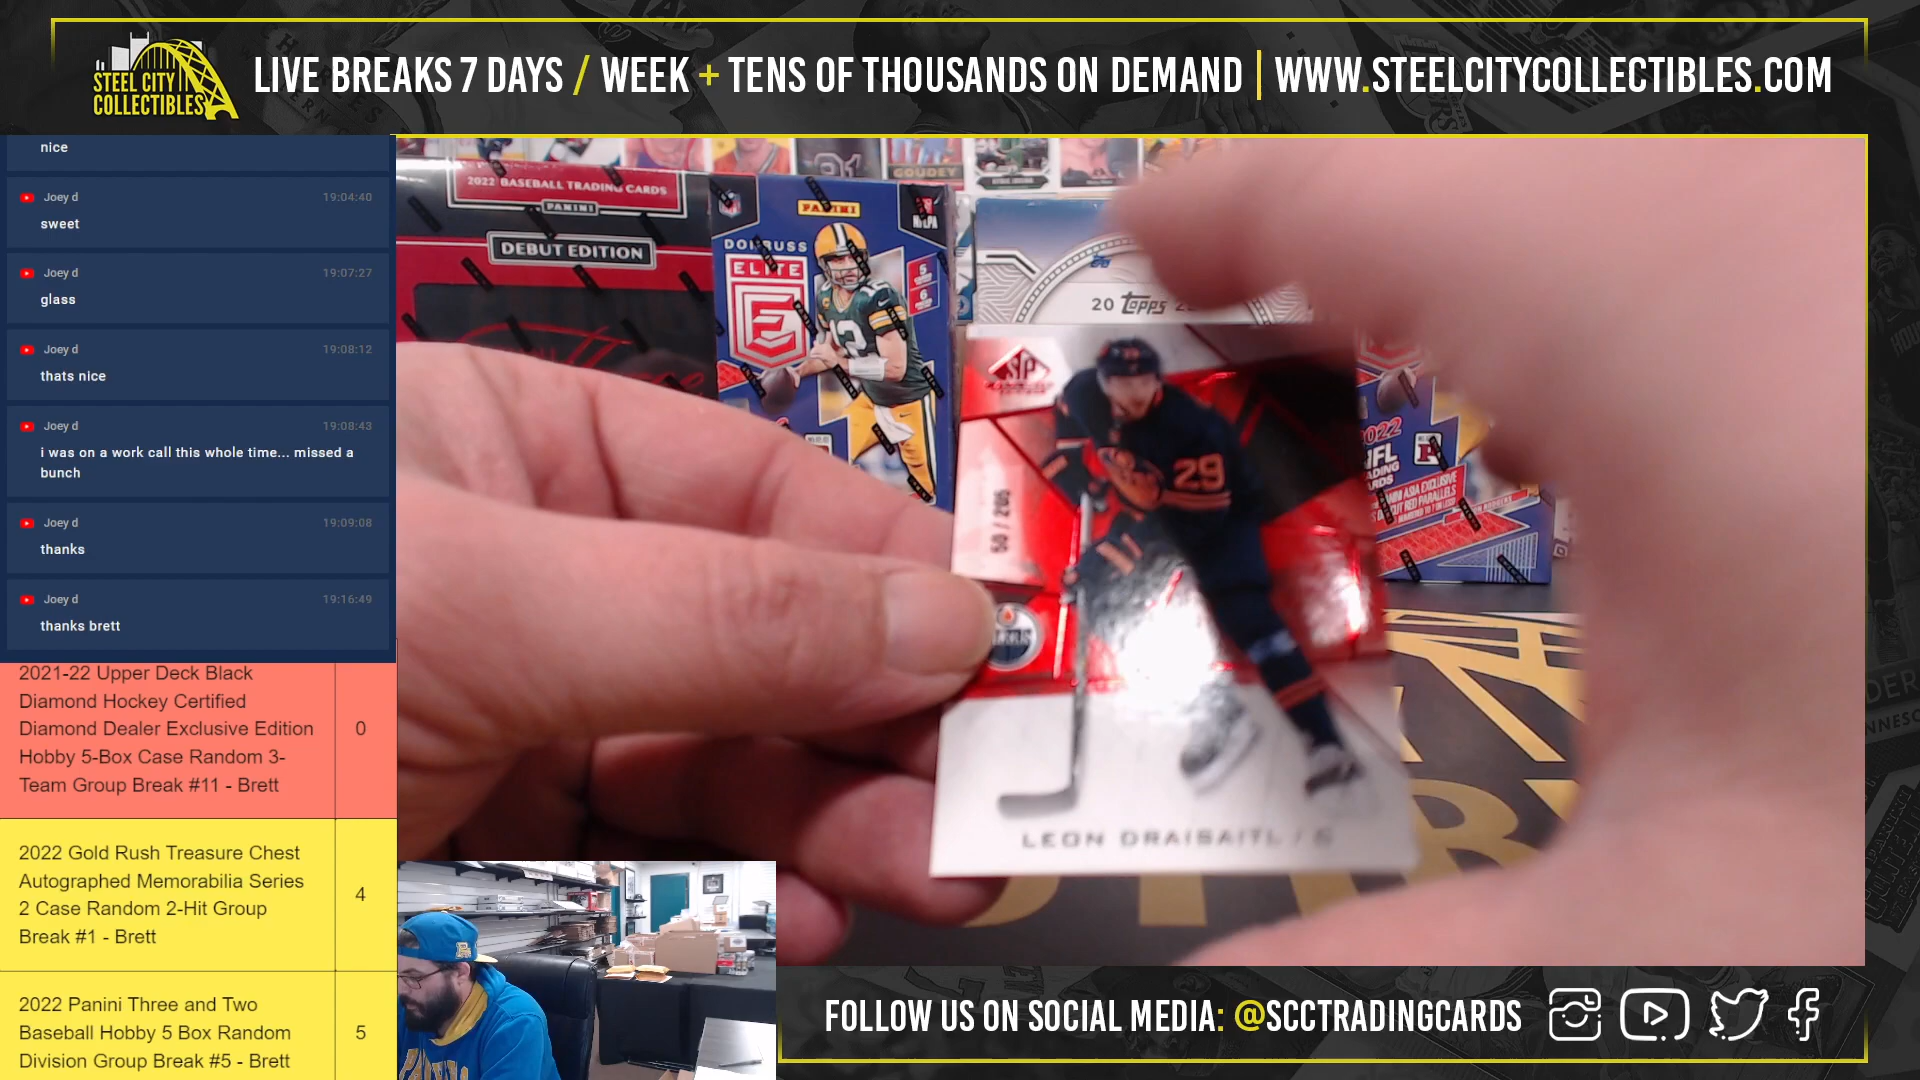 STEEL CITY
COLLECTIBLES
LIVE BREAKS 7 DAYS / WEEK + TENS OF THOUSANDS ON DEMAND | WWW.STEELCITYCOLLECTIBLES.COM
nice
Joey d 19:04:40
sweet
Joey d 19:07:27
glass
Joey d 19:08:12
thats nice
Joey d 19:08:43
i was on a work call this whole time... missed a
bunch
Joey d 19:09:08
thanks
Joey d 19:16:49
thanks brett
2021-22 Upper Deck Black
Diamond Hockey Certified
Diamond Dealer Exclusive Edition
Hobby 5-Box Case Random 3-
Team Group Break #11 - Brett
0
2022 Gold Rush Treasure Chest
Autographed Memorabilia Series
2 Case Random 2-Hit Group
Break #1 - Brett
4
2022 Panini Three and Two
Baseball Hobby 5 Box Random
Division Group Break #5 - Brett
5
2022 BASEBALL TRADING CARDS
PANINI
DEBUT EDITION
PANINI
DONRUSS
ELITE
E
5
6
12
GOUDEY
20 Topps
SP
29
LEON DRAISAITL
2022
NFL
FOLLOW US ON SOCIAL MEDIA: @SCCTRADINGCARDS